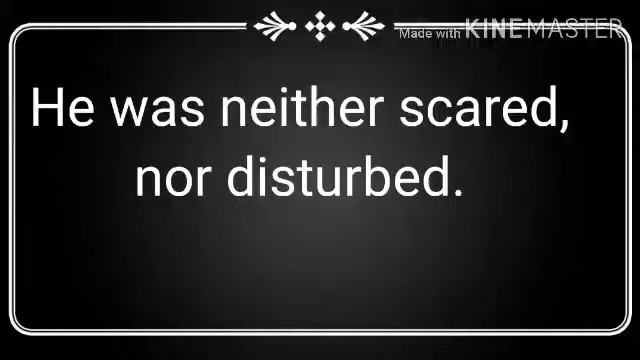 Made with KINEMASTER
He was neither scared,
nor disturbed.